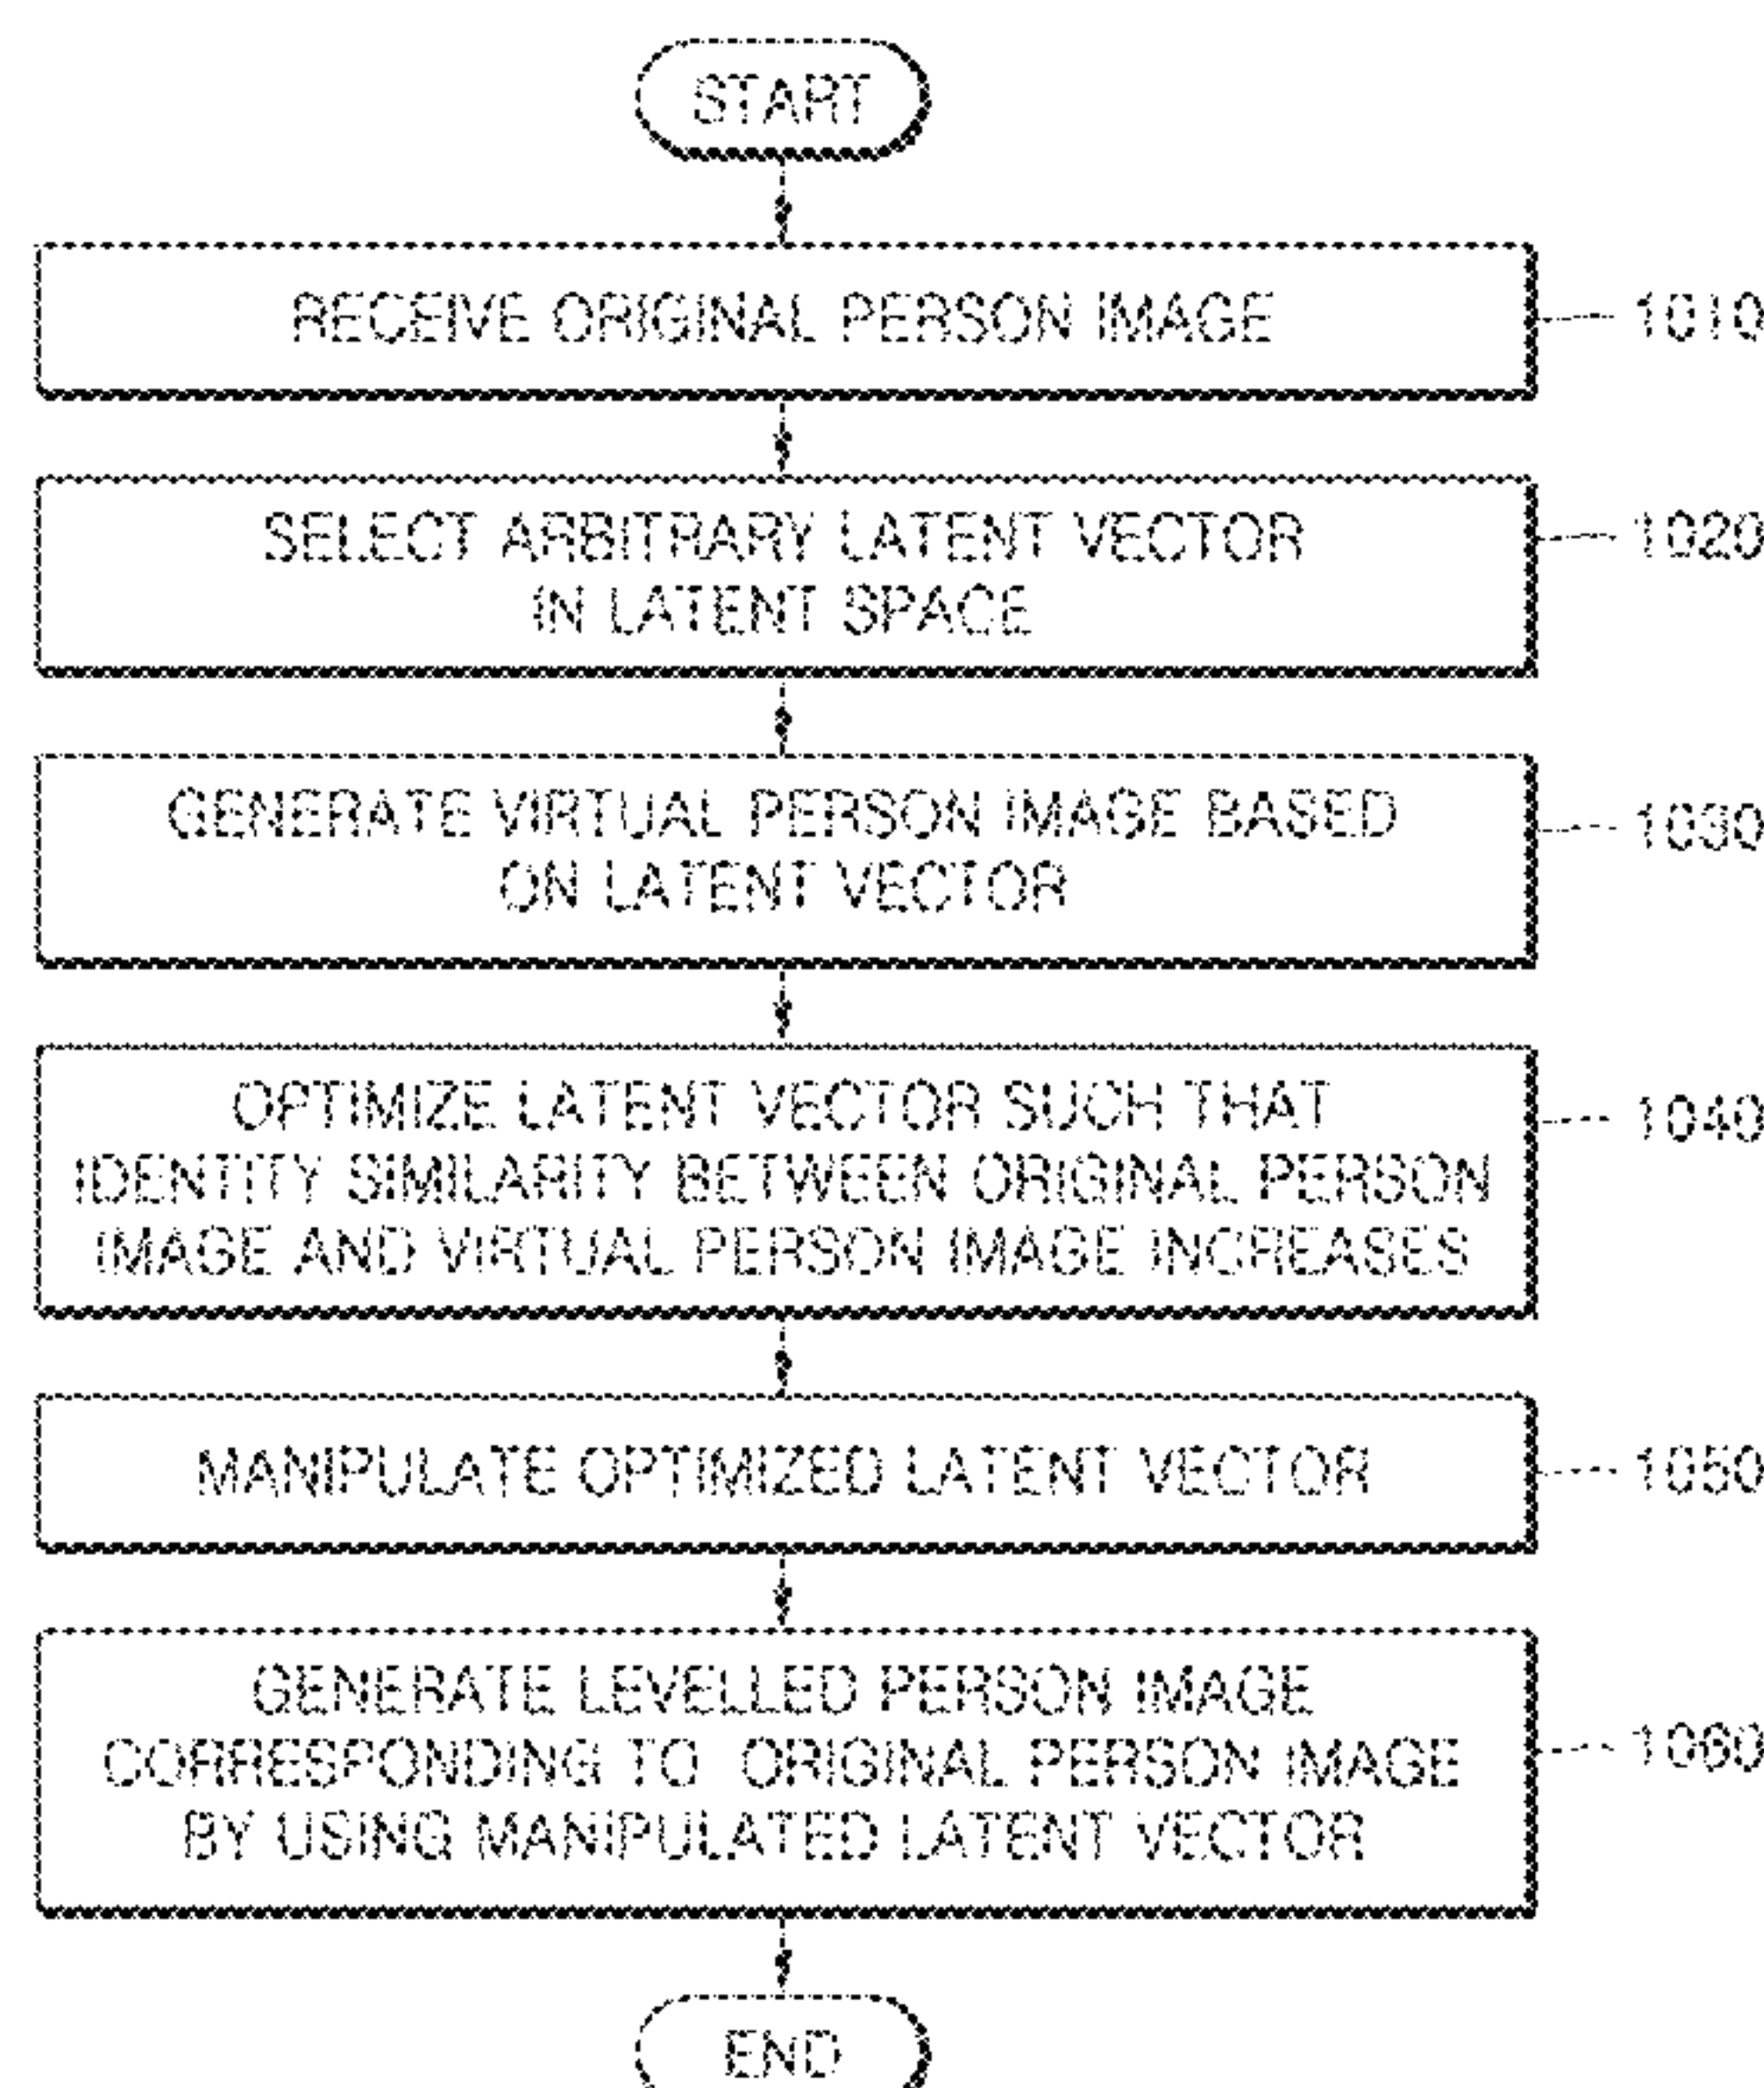 START
RECEIVE ORIGINAL PERSON IMAGE
1010
SELECT ARBITRARY LATENT VECTOR
IN LATENT SPACE
1020
GENERATE VIRTUAL PERSON IMAGE BASED
ON LATENT VECTOR
1030
OPTIMIZE LATENT VECTOR SUCH THAT
IDENTITY SIMILARITY BETWEEN ORIGINAL PERSON
IMAGE AND VIRTUAL PERSON IMAGE INCREASES
1040
MANIPULATE OPTIMIZED LATENT VECTOR
1050
GENERATE LEVELLED PERSON IMAGE
CORRESPONDING TO ORIGINAL PERSON IMAGE
BY USING MANIPULATED LATENT VECTOR
1060
END